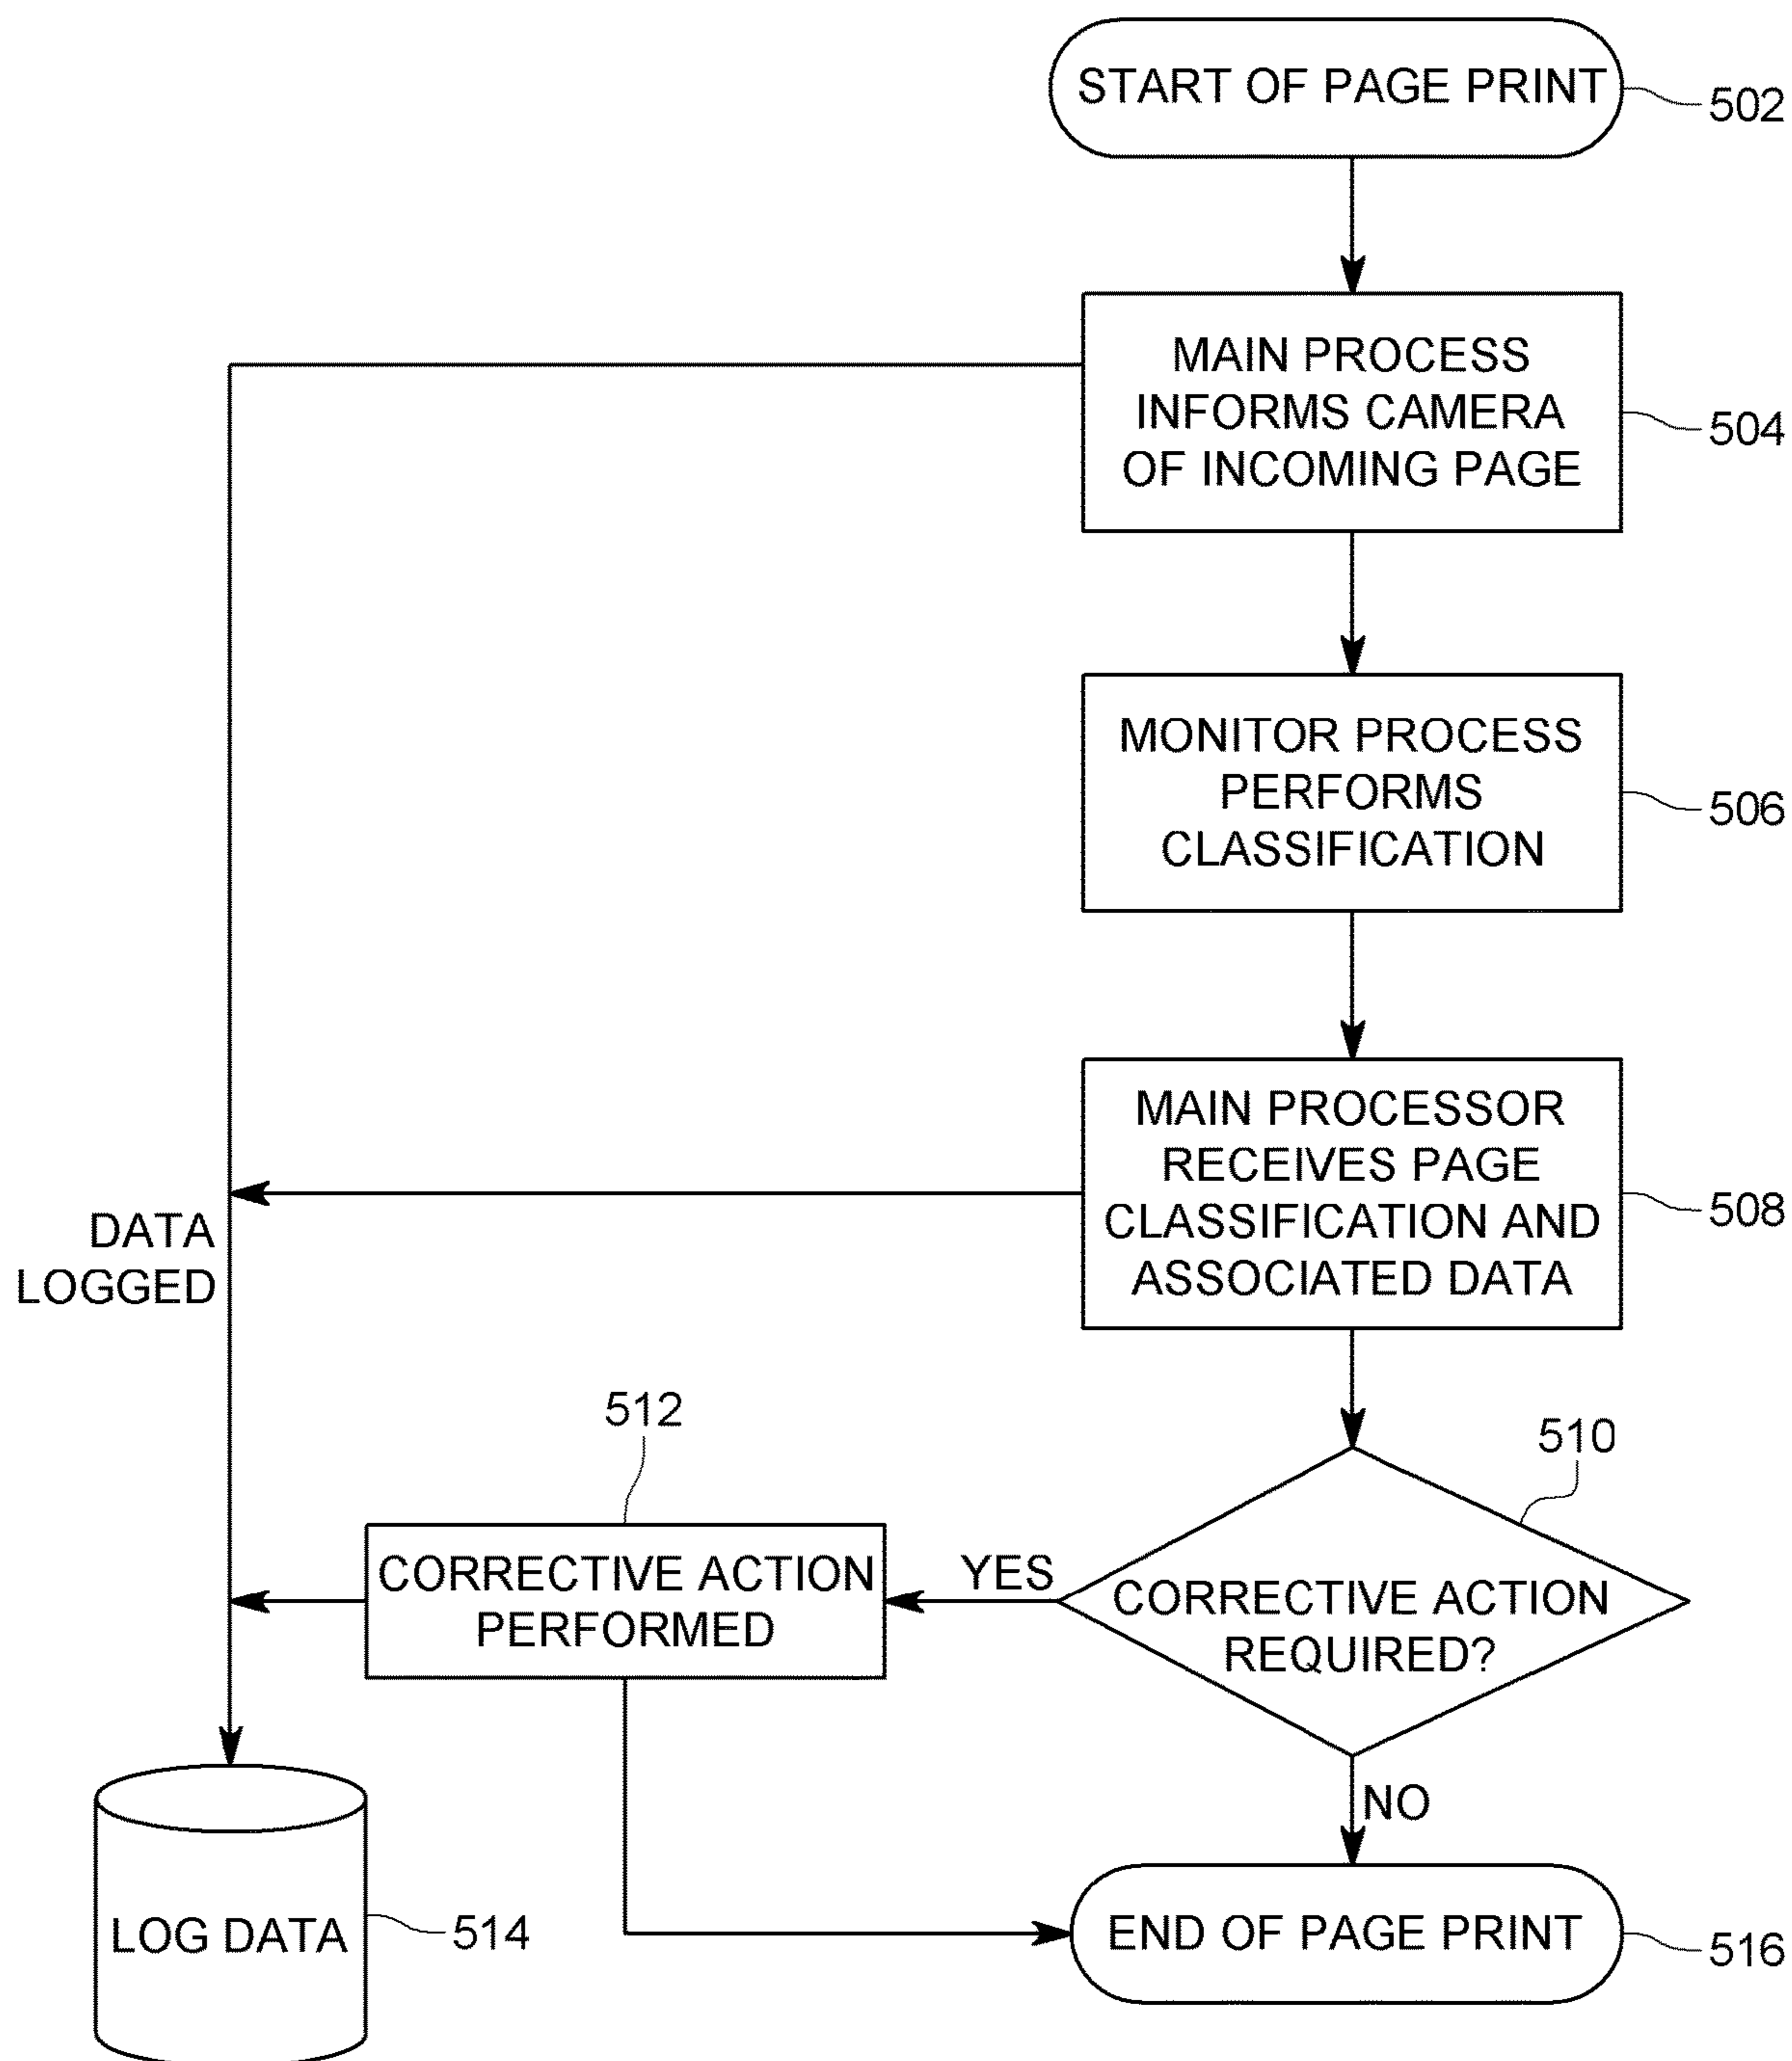 START OF PAGE PRINT
502
MAIN PROCESS
INFORMS CAMERA
OF INCOMING PAGE
504
MONITOR PROCESS
PERFORMS
CLASSIFICATION
506
MAIN PROCESSOR
RECEIVES PAGE
CLASSIFICATION AND
ASSOCIATED DATA
508
DATA
LOGGED
512
510
CORRECTIVE ACTION
PERFORMED
YES
CORRECTIVE ACTION
REQUIRED?
NO
LOG DATA
514
END OF PAGE PRINT
516